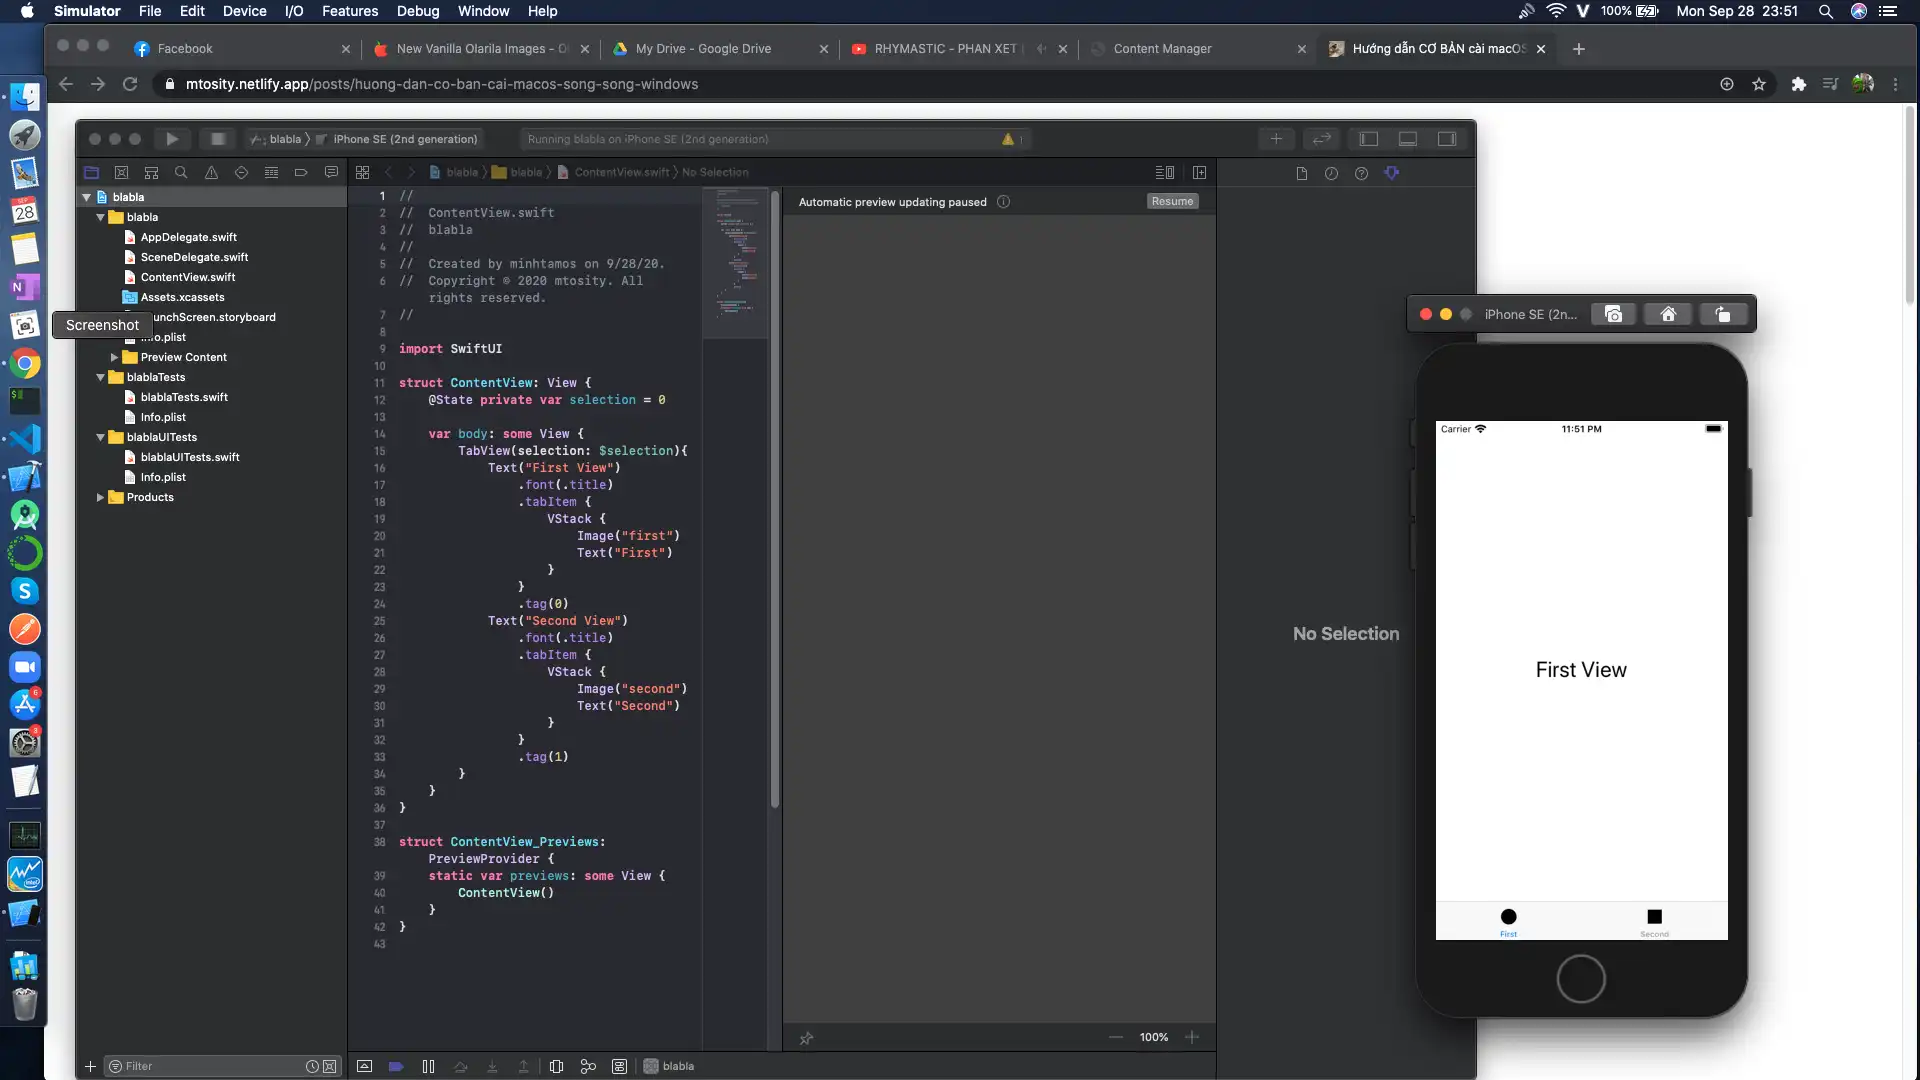 Simulator File Edit Device I/O Features Debug Window Help
100% Mon Sep 28 23:51
Facebook
New Vanilla Olarila Images - O
My Drive - Google Drive
RHYMASTIC - PHAN XET
Content Manager
Hướng dẫn CƠ BẢN cài macOS
mtosity.netlify.app/posts/huong-dan-co-ban-cai-macos-song-song-windows
blabla iPhone SE (2nd generation)
Running blabla on iPhone SE (2nd generation)
blabla blabla ContentView.swift No Selection
blabla
blabla
AppDelegate.swift
SceneDelegate.swift
ContentView.swift
Assets.xcassets
unchScreen.storyboard
Screenshot
Info.plist
Preview Content
blablaTests
blablaTests.swift
Info.plist
blablaUITests
blablaUITests.swift
Info.plist
Products
Filter
1 //
2 // ContentView.swift
3 // blabla
4 //
5 // Created by minhtamos on 9/28/20.
6 // Copyright © 2020 mtosity. All
rights reserved.
7 //
8
9 import SwiftUI
10
11 struct ContentView: View {
12 @State private var selection = 0
13
14 var body: some View {
15 TabView(selection: $selection){
16 Text("First View")
17 .font(.title)
18 .tabItem {
19 VStack {
20 Image("first")
21 Text("First")
22 }
23 }
24 .tag(0)
25 Text("Second View")
26 .font(.title)
27 .tabItem {
28 VStack {
29 Image("second")
30 Text("Second")
31 }
32 }
33 .tag(1)
34 }
35 }
36 }
37
38 struct ContentView_Previews:
PreviewProvider {
39 static var previews: some View {
40 ContentView()
41 }
42 }
43
blabla
Automatic preview updating paused
Resume
100%
No Selection
iPhone SE (2n...
Carrier 11:51 PM
First View
First
Second
SEP
28
6
3